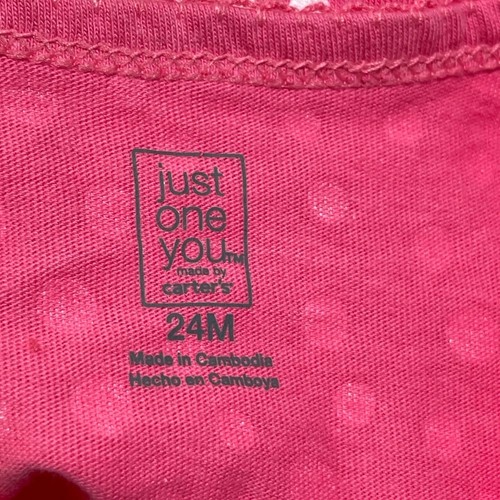 just
one
you™
made by
carter's®
24M
Made in Cambodia
Hecho en Camboya